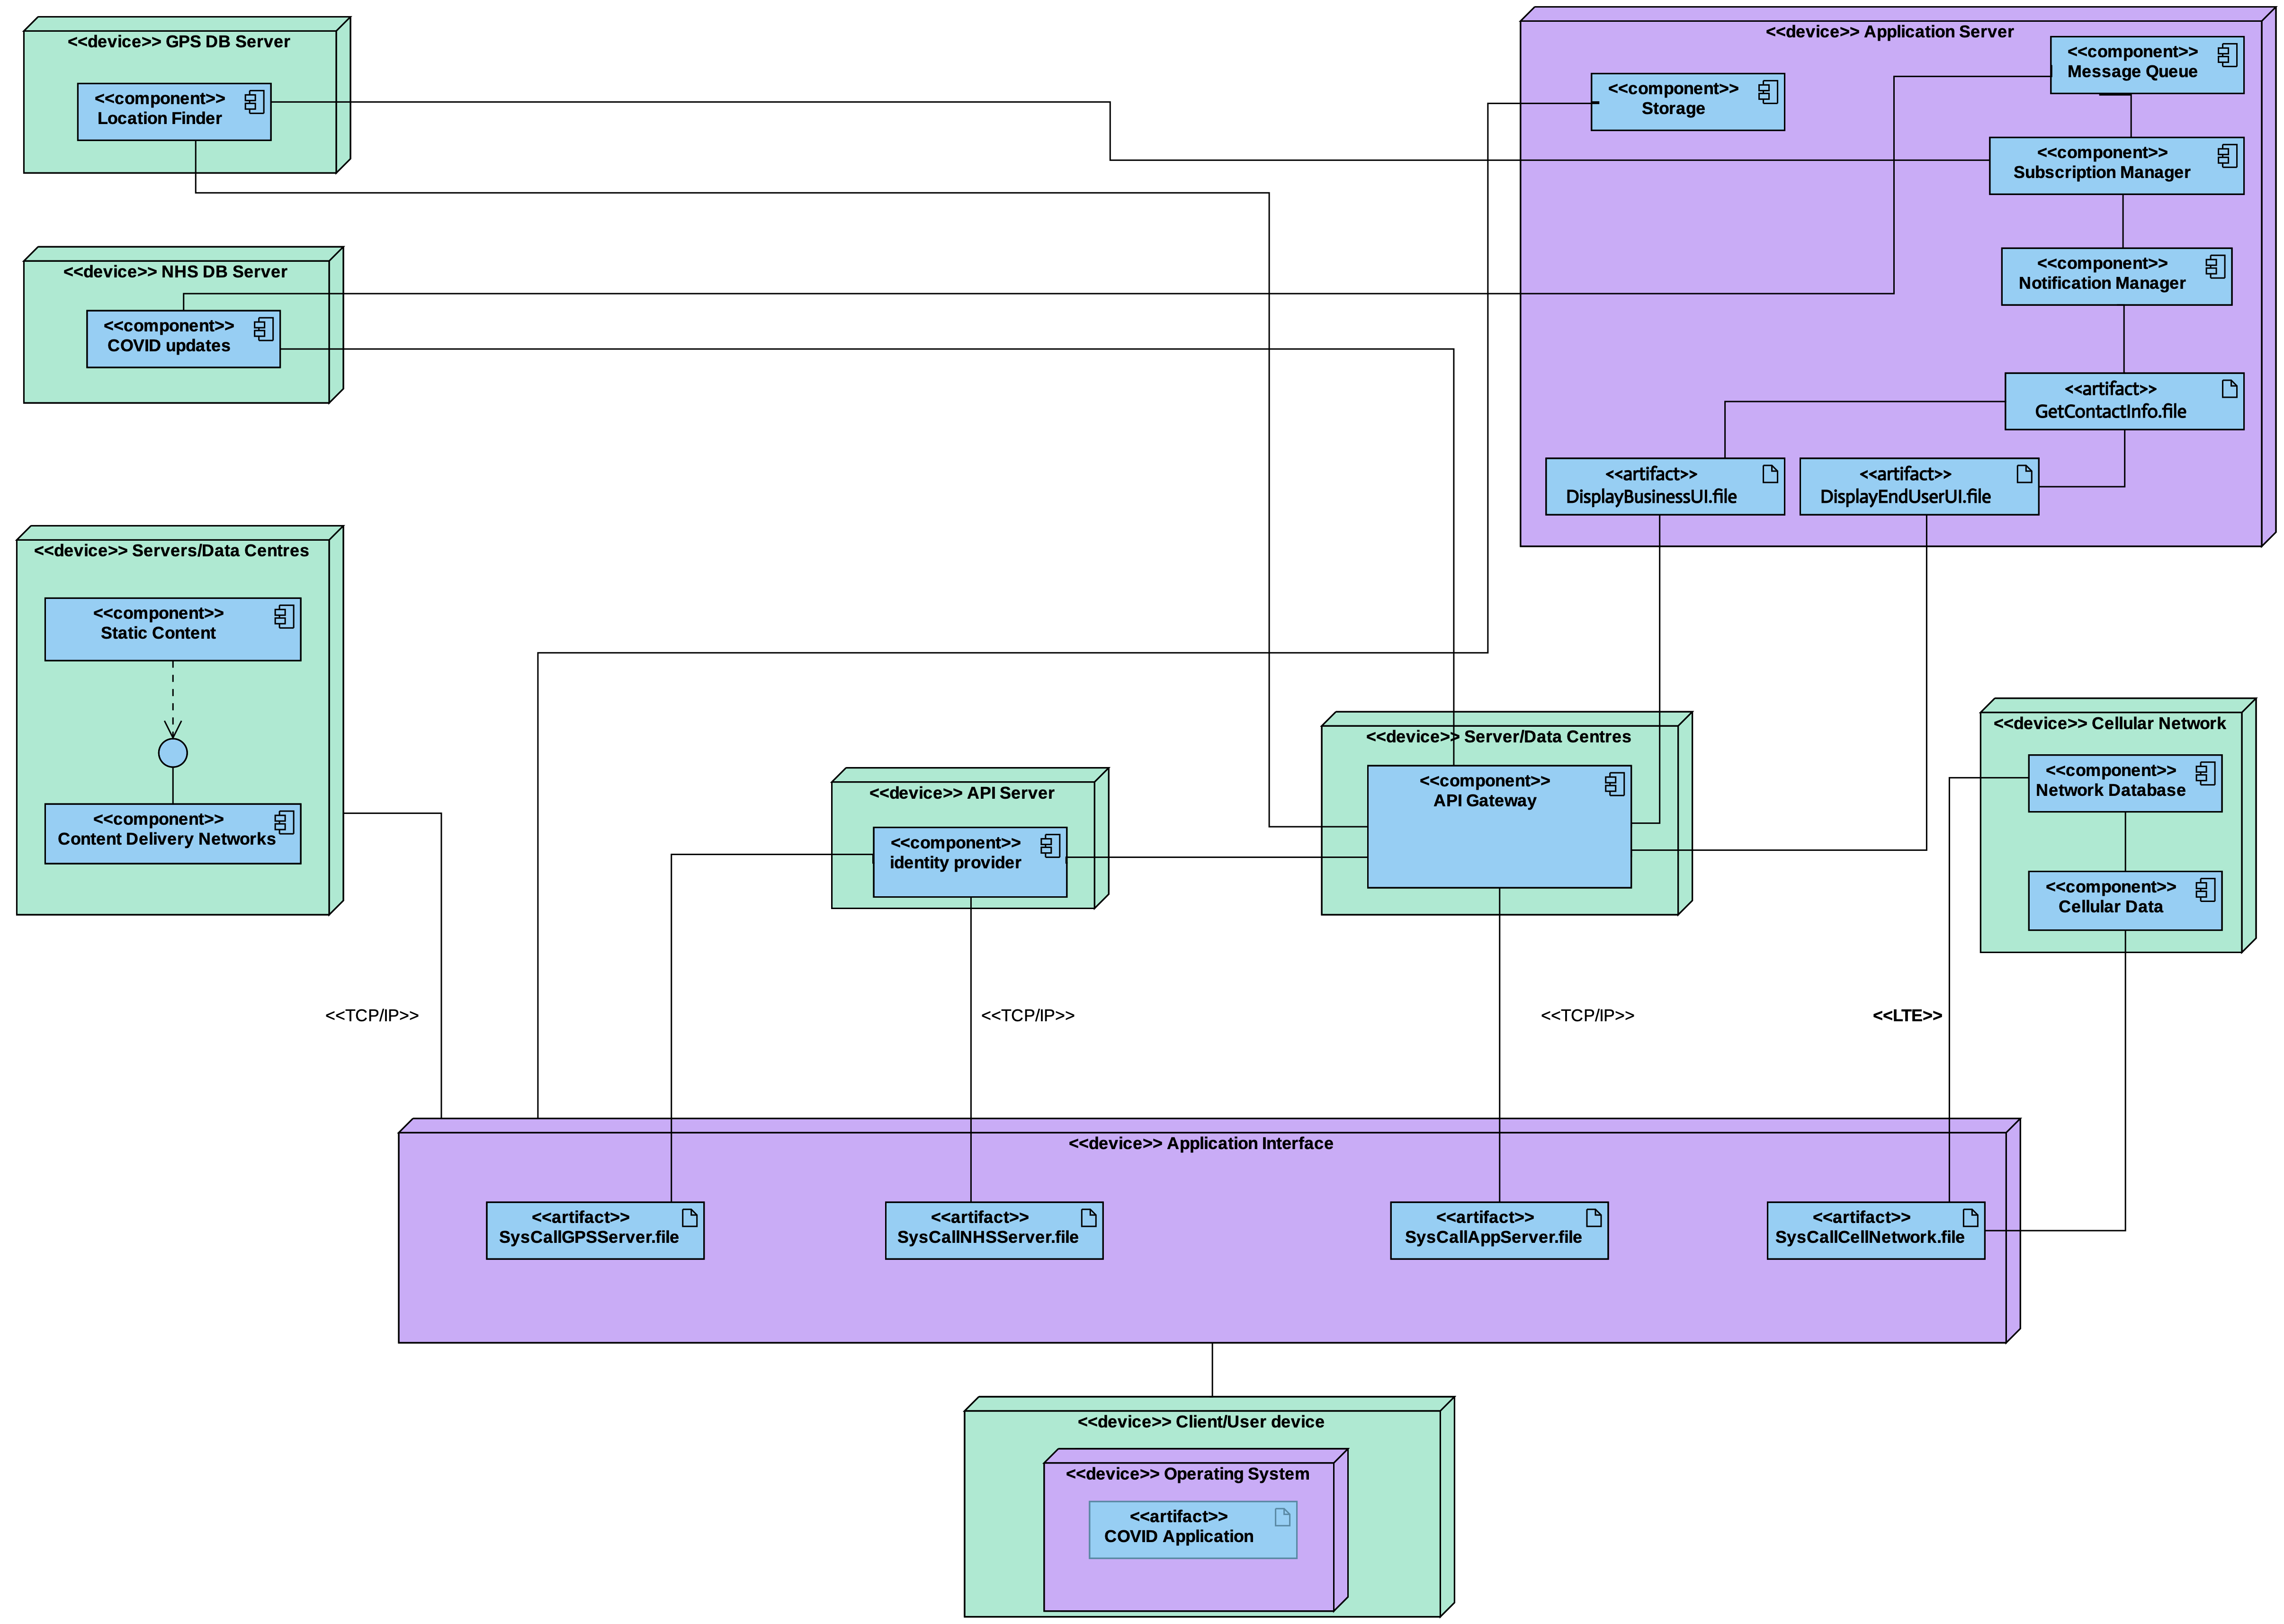 <<device>> GPS DB Server
<<component>>
Location Finder
<<device>> Application Server
<<component>>
Message Queue
<<component>>
Storage
<<component>>
Subscription Manager
<<component>>
Notification Manager
<<artifact>>
GetContactInfo.file
<<artifact>>
DisplayBusinessUI.file
<<artifact>>
DisplayEndUserUI.file
<<device>> NHS DB Server
<<component>>
COVID updates
<<device>> Servers/Data Centres
<<component>>
Static Content
<<component>>
Content Delivery Networks
<<device>> API Server
<<component>>
identity provider
<<device>> Server/Data Centres
<<component>>
API Gateway
<<device>> Cellular Network
<<component>>
Network Database
<<component>>
Cellular Data
<<TCP/IP>>
<<TCP/IP>>
<<TCP/IP>>
<<LTE>>
<<device>> Application Interface
<<artifact>>
SysCallGPSServer.file
<<artifact>>
SysCallNHSServer.file
<<artifact>>
SysCallAppServer.file
<<artifact>>
SysCallCellNetwork.file
<<device>> Client/User device
<<device>> Operating System
<<artifact>>
COVID Application